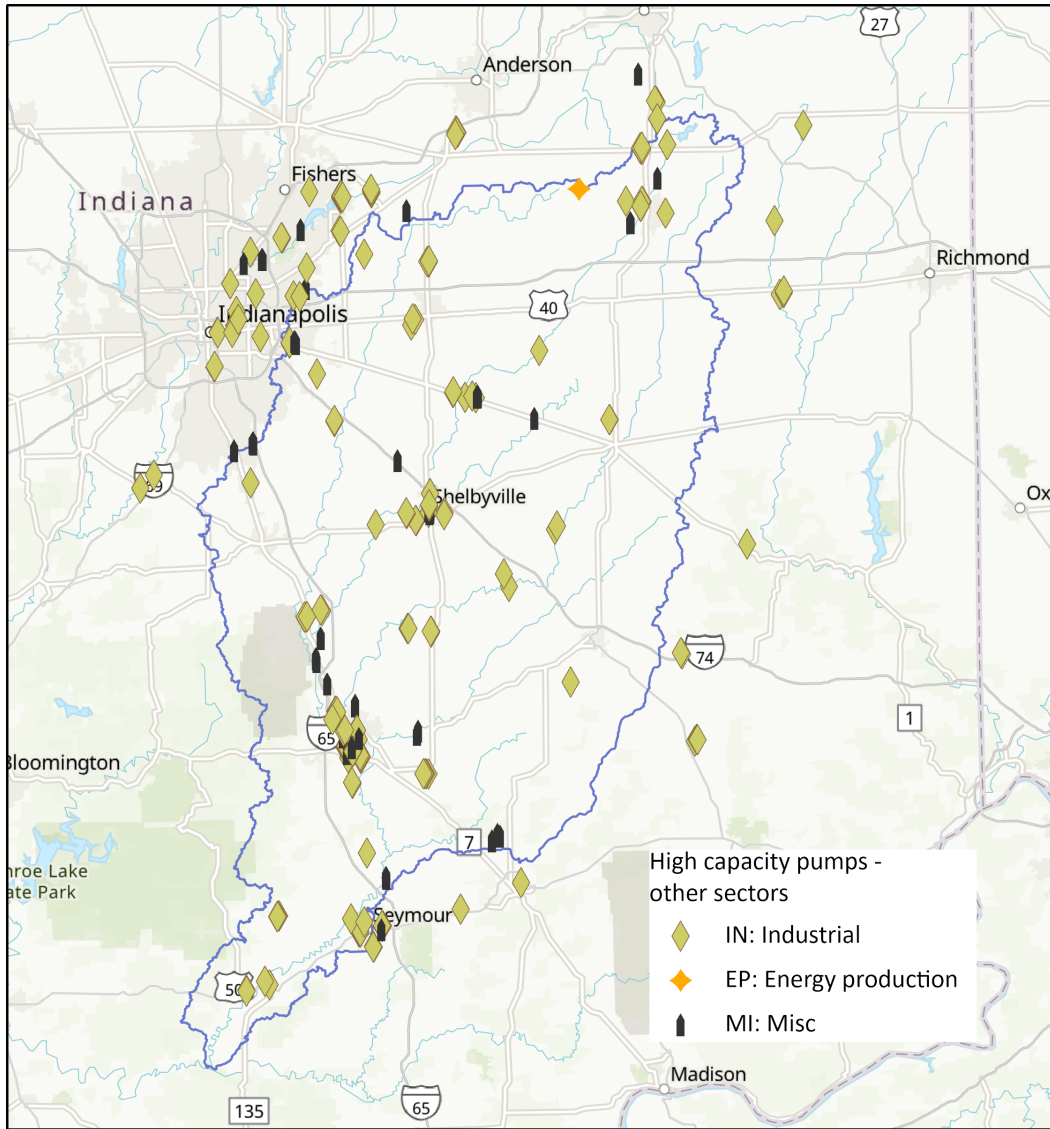 27
Anderson
Fishers
Indiana
Richmond
40
Indianapolis
69
Shelbyville
Ox
74
1
65
Bloomington
7
nroe Lake
ate Park
Seymour
50
High capacity pumps -
other sectors
IN: Industrial
EP: Energy production
MI: Misc
Madison
135
65